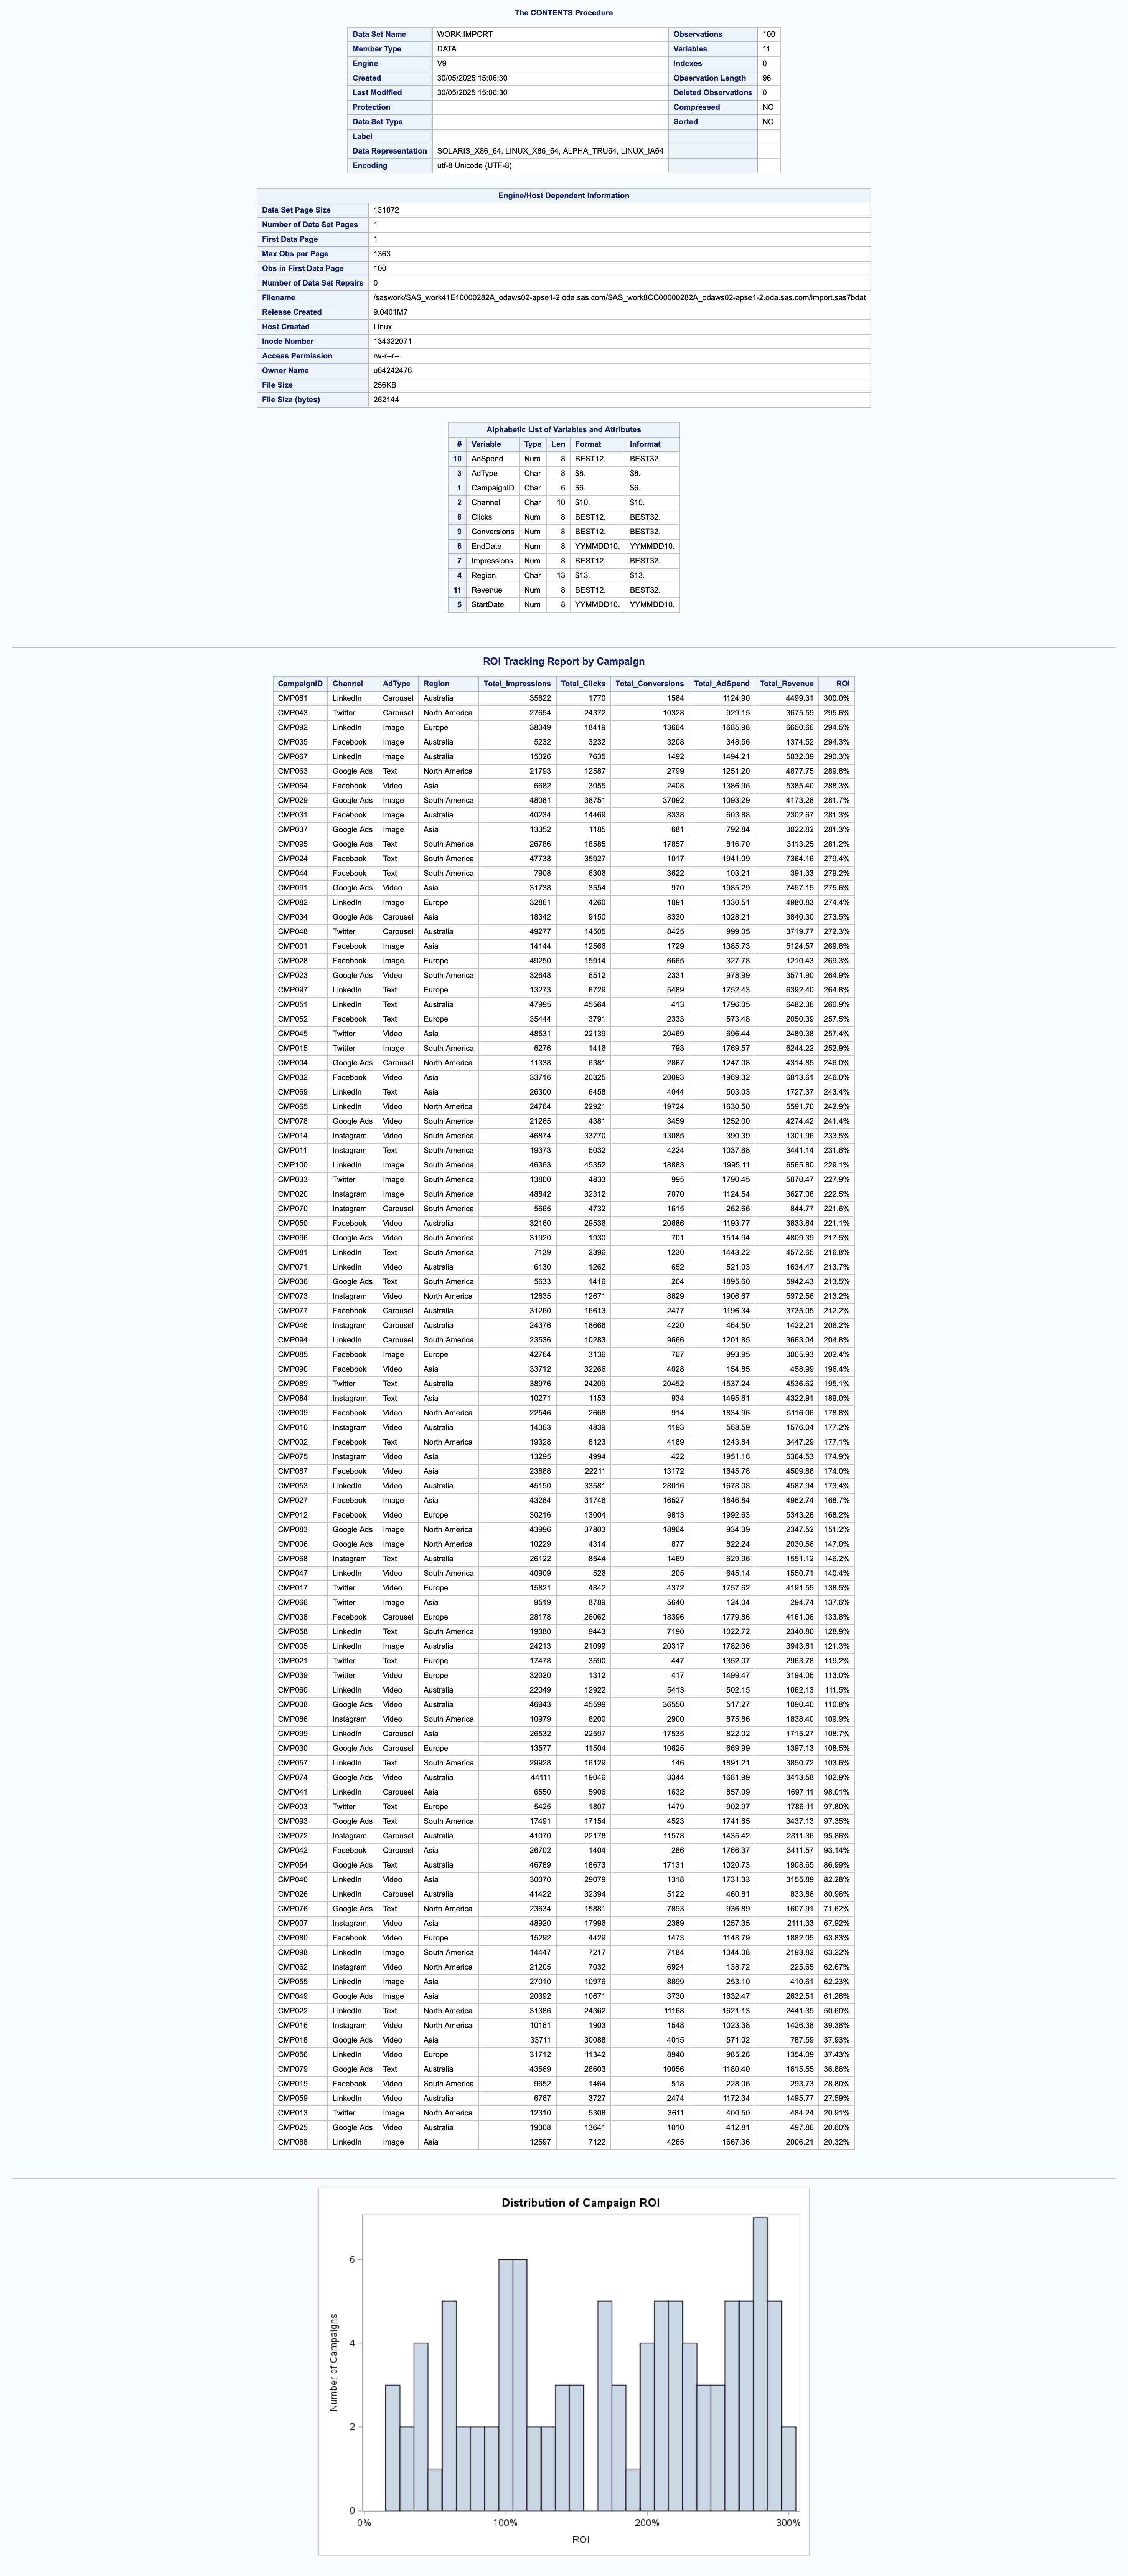 The CONTENTS Procedure
Data Set Name WORK.IMPORT Observations 100
Member Type DATA Variables 11
Engine V9 Indexes 0
Created 30/05/2025 15:06:30 Observation Length 96
Last Modified 30/05/2025 15:06:30 Deleted Observations 0
Protection Compressed NO
Data Set Type Sorted NO
Label
Data Representation SOLARIS_X86_64, LINUX_X86_64, ALPHA_TRU64, LINUX_IA64
Encoding utf-8 Unicode (UTF-8)
Engine/Host Dependent Information
Data Set Page Size 131072
Number of Data Set Pages 1
First Data Page 1
Max Obs per Page 1363
Obs in First Data Page 100
Number of Data Set Repairs 0
Filename /saswork/SAS_work41E10000282A_odaws02-apse1-2.oda.sas.com/SAS_work8CC00000282A_odaws02-apse1-2.oda.sas.com/import.sas7bdat
Release Created 9.0401M7
Host Created Linux
Inode Number 134322071
Access Permission rw-r--r--
Owner Name u64242476
File Size 256KB
File Size (bytes) 262144
Alphabetic List of Variables and Attributes
# Variable Type Len Format Informat
10 AdSpend Num 8 BEST12. BEST32.
3 AdType Char 8 $8. $8.
1 CampaignID Char 6 $6. $6.
2 Channel Char 10 $10. $10.
8 Clicks Num 8 BEST12. BEST32.
9 Conversions Num 8 BEST12. BEST32.
6 EndDate Num 8 YYMMDD10. YYMMDD10.
7 Impressions Num 8 BEST12. BEST32.
4 Region Char 13 $13. $13.
11 Revenue Num 8 BEST12. BEST32.
5 StartDate Num 8 YYMMDD10. YYMMDD10.
ROI Tracking Report by Campaign
CampaignID Channel AdType Region Total_Impressions Total_Clicks Total_Conversions Total_AdSpend Total_Revenue ROI
CMP061 LinkedIn Carousel Australia 35822 1770 1584 1124.90 4499.31 300.0%
CMP043 Twitter Carousel North America 27654 24372 10328 929.15 3675.59 295.6%
CMP092 LinkedIn Image Europe 38349 18419 13664 1685.98 6650.66 294.5%
CMP035 Facebook Image Australia 5232 3232 3208 348.56 1374.52 294.3%
CMP067 LinkedIn Image Australia 15026 7635 1492 1494.21 5832.39 290.3%
CMP063 Google Ads Text North America 21793 12587 2799 1251.20 4877.75 289.8%
CMP064 Facebook Video Asia 6682 3055 2408 1386.96 5385.40 288.3%
CMP029 Google Ads Image South America 48081 38751 37092 1093.29 4173.28 281.7%
CMP031 Facebook Image Australia 40234 14469 8338 603.88 2302.67 281.3%
CMP037 Google Ads Image Asia 13352 1185 681 792.84 3022.82 281.3%
CMP095 Google Ads Text South America 26786 18585 17857 816.70 3113.25 281.2%
CMP024 Facebook Text South America 47738 35927 1017 1941.09 7364.16 279.4%
CMP044 Facebook Text South America 7908 6306 3622 103.21 391.33 279.2%
CMP091 Google Ads Video Asia 31738 3554 970 1985.29 7457.15 275.6%
CMP082 LinkedIn Image Europe 32861 4260 1891 1330.51 4980.83 274.4%
CMP034 Google Ads Carousel Asia 18342 9150 8330 1028.21 3840.30 273.5%
CMP048 Twitter Carousel Australia 49277 14505 8425 999.05 3719.77 272.3%
CMP001 Facebook Image Asia 14144 12566 1729 1385.73 5124.57 269.8%
CMP028 Facebook Image Europe 49250 15914 6665 327.78 1210.43 269.3%
CMP023 Google Ads Video South America 32648 6512 2331 978.99 3571.90 264.9%
CMP097 LinkedIn Text Europe 13273 8729 5489 1752.43 6392.40 264.8%
CMP051 LinkedIn Text Australia 47995 45564 413 1796.05 6482.36 260.9%
CMP052 Facebook Text Europe 35444 3791 2333 573.48 2050.39 257.5%
CMP045 Twitter Video Asia 48531 22139 20469 696.44 2489.38 257.4%
CMP015 Twitter Image South America 6276 1416 793 1769.57 6244.22 252.9%
CMP004 Google Ads Carousel North America 11338 6381 2867 1247.08 4314.85 246.0%
CMP032 Facebook Video Asia 33716 20325 20093 1969.32 6813.61 246.0%
CMP069 LinkedIn Text Asia 26300 6458 4044 503.03 1727.37 243.4%
CMP065 LinkedIn Video North America 24764 22921 19724 1630.50 5591.70 242.9%
CMP078 Google Ads Video South America 21265 4381 3459 1252.00 4274.42 241.4%
CMP014 Instagram Video South America 46874 33770 13085 390.39 1301.96 233.5%
CMP011 Instagram Text South America 19373 5032 4224 1037.68 3441.14 231.6%
CMP100 LinkedIn Image South America 46363 45352 18883 1995.11 6565.80 229.1%
CMP033 Twitter Image South America 13800 4833 995 1790.45 5870.47 227.9%
CMP020 Instagram Image South America 48842 32312 7070 1124.54 3627.08 222.5%
CMP070 Instagram Carousel South America 5665 4732 1615 262.66 844.77 221.6%
CMP050 Facebook Video Australia 32160 29536 20686 1193.77 3833.64 221.1%
CMP096 Google Ads Video South America 31920 1930 701 1514.94 4809.39 217.5%
CMP081 LinkedIn Text South America 7139 2396 1230 1443.22 4572.65 216.8%
CMP071 LinkedIn Video Australia 6130 1262 652 521.03 1634.47 213.7%
CMP036 Google Ads Text South America 5633 1416 204 1895.60 5942.43 213.5%
CMP073 Instagram Video North America 12835 12671 8829 1906.67 5972.56 213.2%
CMP077 Facebook Carousel Australia 31260 16613 2477 1196.34 3735.05 212.2%
CMP046 Instagram Carousel Australia 24376 18666 4220 464.50 1422.21 206.2%
CMP094 LinkedIn Carousel South America 23536 10283 9666 1201.85 3663.04 204.8%
CMP085 Facebook Image Europe 42764 3136 767 993.95 3005.93 202.4%
CMP090 Facebook Video Asia 33712 32266 4028 154.85 458.99 196.4%
CMP089 Twitter Text Australia 38976 24209 20452 1537.24 4536.62 195.1%
CMP084 Instagram Text Asia 10271 1153 934 1495.61 4322.91 189.0%
CMP009 Facebook Video North America 22546 2668 914 1834.96 5116.06 178.8%
CMP010 Instagram Video Australia 14363 4839 1193 568.59 1576.04 177.2%
CMP002 Facebook Text North America 19328 8123 4189 1243.84 3447.29 177.1%
CMP075 Instagram Video Asia 13295 4994 422 1951.16 5364.53 174.9%
CMP087 Facebook Video Asia 23888 22211 13172 1645.78 4509.88 174.0%
CMP053 LinkedIn Video Australia 45150 33581 28016 1678.08 4587.94 173.4%
CMP027 Facebook Image Asia 43284 31746 16527 1846.84 4962.74 168.7%
CMP012 Facebook Video Europe 30216 13004 9813 1992.63 5343.28 168.2%
CMP083 Google Ads Image North America 43996 37803 18964 934.39 2347.52 151.2%
CMP006 Google Ads Image North America 10229 4314 877 822.24 2030.56 147.0%
CMP068 Instagram Text Australia 26122 8544 1469 629.96 1551.12 146.2%
CMP047 LinkedIn Video South America 40909 526 205 645.14 1550.71 140.4%
CMP017 Twitter Video Europe 15821 4842 4372 1757.62 4191.55 138.5%
CMP066 Twitter Image Asia 9519 8789 5640 124.04 294.74 137.6%
CMP038 Facebook Carousel Europe 28178 26062 18396 1779.86 4161.06 133.8%
CMP058 LinkedIn Text South America 19380 9443 7190 1022.72 2340.80 128.9%
CMP005 LinkedIn Image Australia 24213 21099 20317 1782.36 3943.61 121.3%
CMP021 Twitter Text Europe 17478 3590 447 1352.07 2963.78 119.2%
CMP039 Twitter Video Europe 32020 1312 417 1499.47 3194.05 113.0%
CMP060 LinkedIn Video Australia 22049 12922 5413 502.15 1062.13 111.5%
CMP008 Google Ads Video Australia 46943 45599 36550 517.27 1090.40 110.8%
CMP086 Instagram Video South America 10979 8200 2900 875.86 1838.40 109.9%
CMP099 LinkedIn Carousel Asia 26532 22597 17535 822.02 1715.27 108.7%
CMP030 Google Ads Carousel Europe 13577 11504 10625 669.99 1397.13 108.5%
CMP057 LinkedIn Text South America 29928 16129 146 1891.21 3850.72 103.6%
CMP074 Google Ads Video Australia 44111 19046 3344 1681.99 3413.58 102.9%
CMP041 LinkedIn Carousel Asia 6550 5906 1632 857.09 1697.11 98.01%
CMP003 Twitter Text Europe 5425 1807 1479 902.97 1786.11 97.80%
CMP093 Google Ads Text South America 17491 17154 4523 1741.65 3437.13 97.35%
CMP072 Instagram Carousel Australia 41070 22178 11578 1435.42 2811.36 95.86%
CMP042 Facebook Carousel Asia 26702 1404 286 1766.37 3411.57 93.14%
CMP054 Google Ads Text Australia 46789 18673 17131 1020.73 1908.65 86.99%
CMP040 LinkedIn Video Asia 30070 29079 1318 1731.33 3155.89 82.28%
CMP026 LinkedIn Carousel Australia 41422 32394 5122 460.81 833.86 80.96%
CMP076 Google Ads Text North America 23634 15881 7893 936.89 1607.91 71.62%
CMP007 Instagram Video Asia 48920 17996 2389 1257.35 2111.33 67.92%
CMP080 Facebook Video Europe 15292 4429 1473 1148.79 1882.05 63.83%
CMP098 LinkedIn Image South America 14447 7217 7184 1344.08 2193.82 63.22%
CMP062 Instagram Video North America 21205 7032 6924 138.72 225.65 62.67%
CMP055 LinkedIn Image Asia 27010 10976 8899 253.10 410.61 62.23%
CMP049 Google Ads Image Asia 20392 10671 3730 1632.47 2632.51 61.26%
CMP022 LinkedIn Text North America 31386 24362 11168 1621.13 2441.35 50.60%
CMP016 Instagram Video North America 10161 1903 1548 1023.38 1426.38 39.38%
CMP018 Google Ads Video Asia 33711 30088 4015 571.02 787.59 37.93%
CMP056 LinkedIn Video Europe 31712 11342 8940 985.26 1354.09 37.43%
CMP079 Google Ads Text Australia 43569 28603 10056 1180.40 1615.55 36.86%
CMP019 Facebook Video South America 9652 1464 518 228.06 293.73 28.80%
CMP059 LinkedIn Video Australia 6767 3727 2474 1172.34 1495.77 27.59%
CMP013 Twitter Image North America 12310 5308 3611 400.50 484.24 20.91%
CMP025 Google Ads Video Australia 19008 13641 1010 412.81 497.86 20.60%
CMP088 LinkedIn Image Asia 12597 7122 4265 1667.36 2006.21 20.32%
Distribution of Campaign ROI
6
4
2
0
Number of Campaigns
0% 100% 200% 300%
ROI